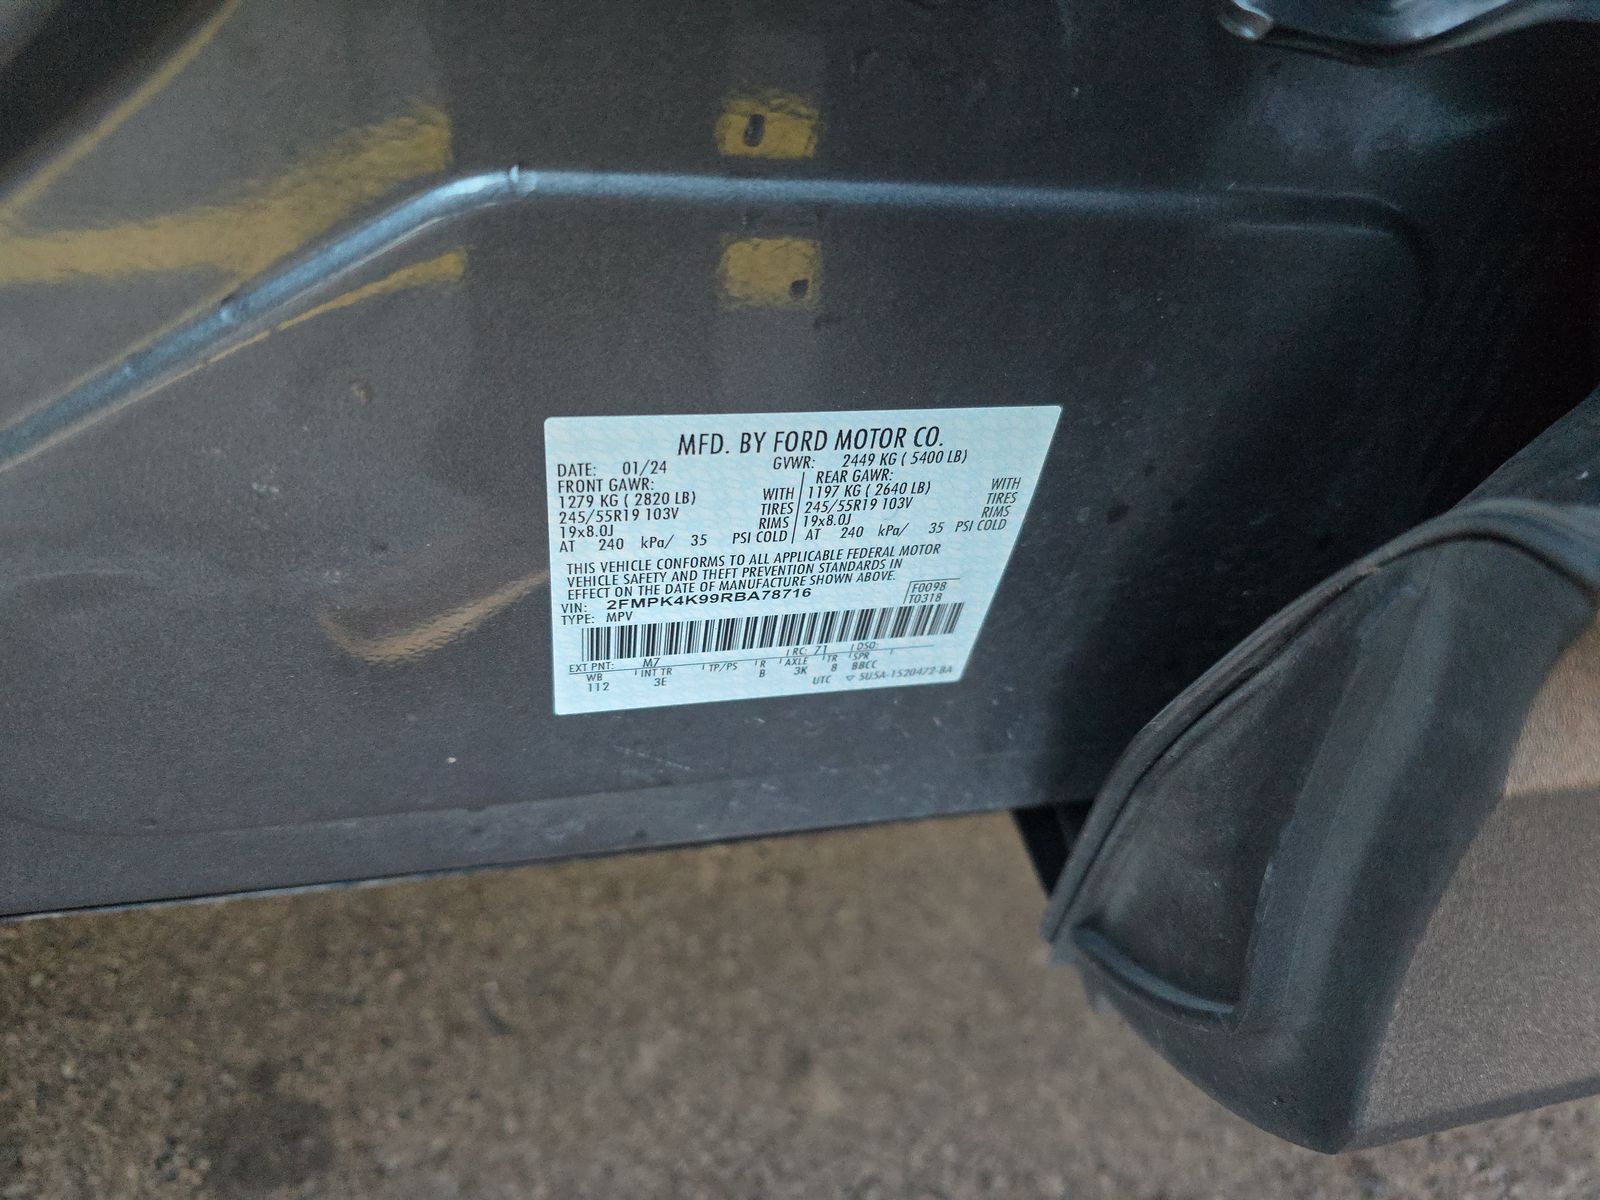 MFD. BY FORD MOTOR CO.
DATE: 01/24 GVWR: 2449 KG ( 5400 LB)
FRONT GAWR: REAR GAWR:
1279 KG ( 2820 LB) WITH 1197 KG ( 2640 LB) WITH
245/55R19 103V TIRES 245/55R19 103V TIRES
19x8.0J RIMS 19x8.0J RIMS
AT 240 kPa/ 35 PSI COLD AT 240 kPa/ 35 PSI COLD
THIS VEHICLE CONFORMS TO ALL APPLICABLE FEDERAL MOTOR
VEHICLE SAFETY AND THEFT PREVENTION STANDARDS IN
EFFECT ON THE DATE OF MANUFACTURE SHOWN ABOVE.
VIN: 2FMPK4K99RBA78716 F0098
TYPE: MPV T0318
EXT PNT: M7 RC: 71 DSO:
WB INT TR TP/PS R AXLE TR SPR
112 3E B 3K 8 BBCC
UTC ▽ 5U5A-1520472-BA